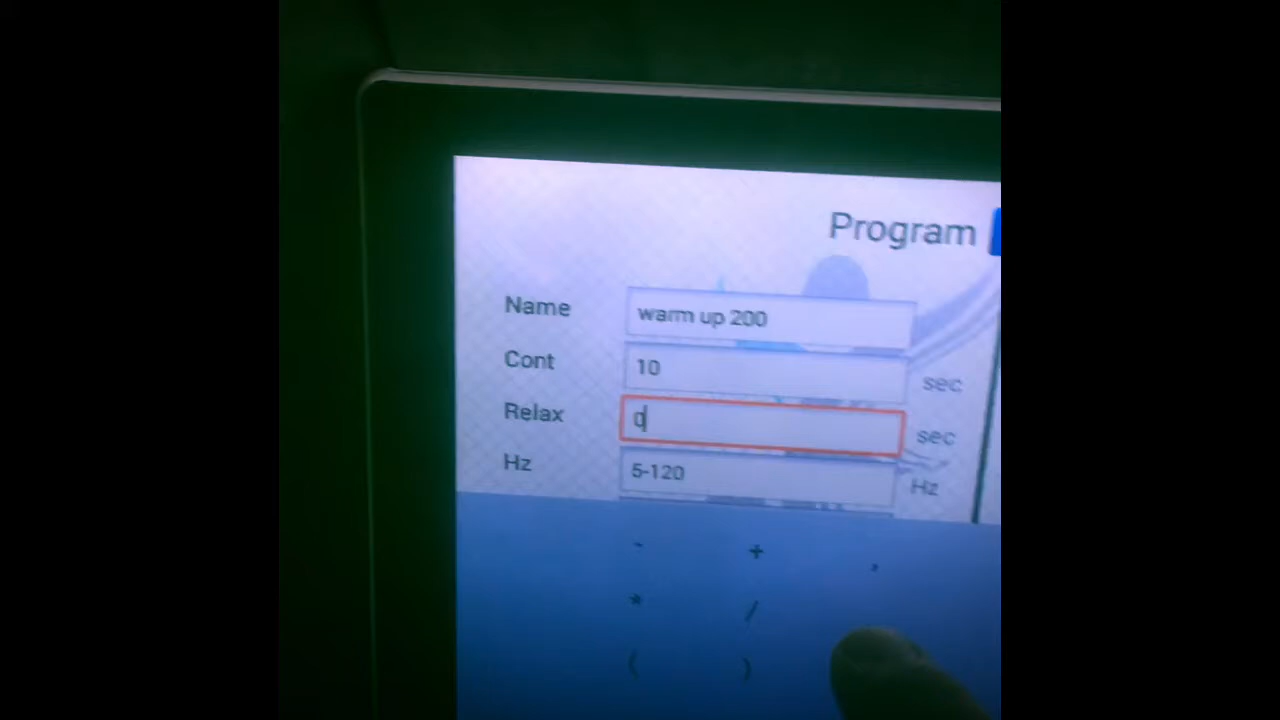 Program
Name warm up 200
Cont 10 sec
Relax 0 sec
Hz 5-120 Hz
- + ,
* /
( )